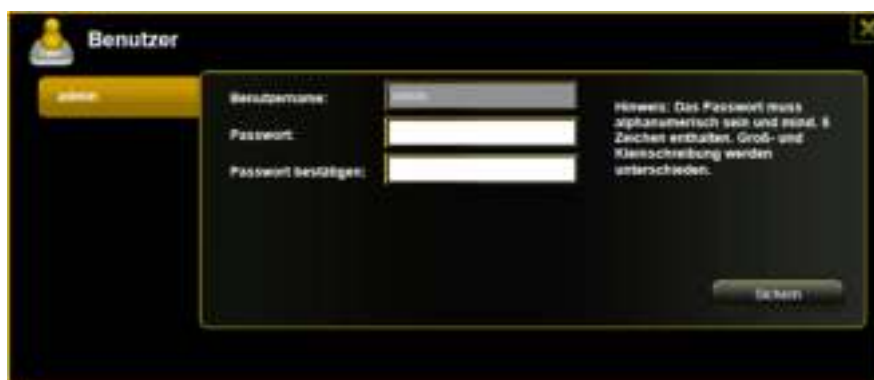 Benutzer
admin
Benutzername:
admin
Passwort:
Passwort bestätigen:
Hinweis: Das Passwort muss
alphanumerisch sein und mind. 6
Zeichen enthalten. Groß- und
Kleinschreibung werden
unterschieden.
Sichern